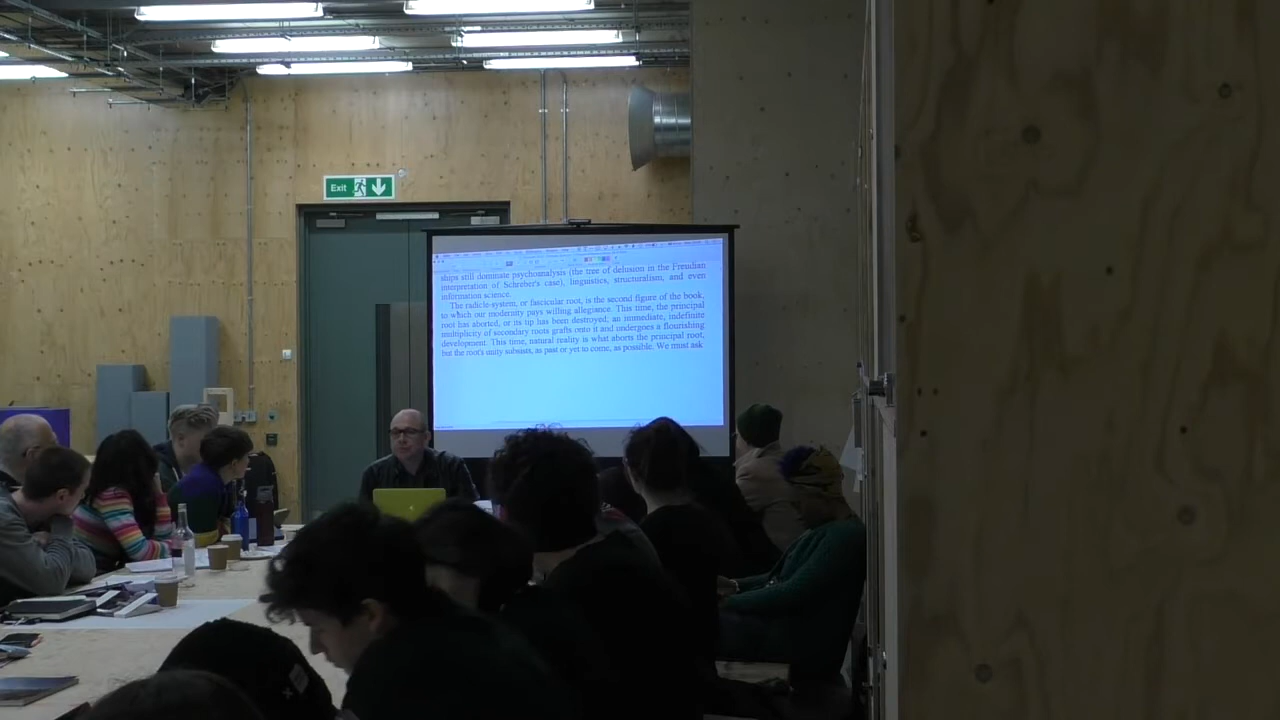 Exit
ships still dominate psychoanalysis (the tree of delusion in the Freudian
interpretation of Schreber's case), linguistics, structuralism, and even
information science.
The radicle-system, or fascicular root, is the second figure of the book,
to which our modernity pays willing allegiance. This time, the principal
root has aborted, or its tip has been destroyed, an immediate, indefinite
multiplicity of secondary roots grafts onto it and undergoes a flourishing
development. This time, natural reality is what aborts the principal root,
but the root's unity subsists, as past or yet to come, as possible. We must ask